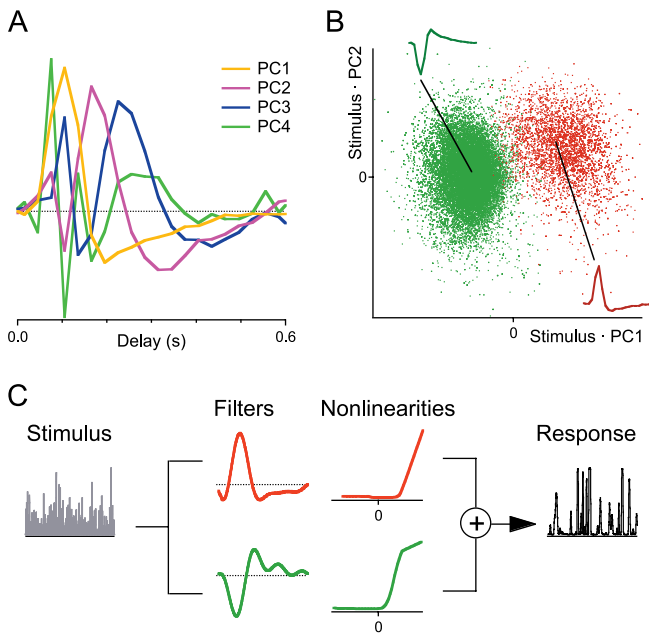 A
PC1
PC2
PC3
PC4
0.0
Delay (s)
0.6
B
Stimulus · PC2
0
0
Stimulus · PC1
C
Filters
Nonlinearities
Stimulus
Response
0
+
0